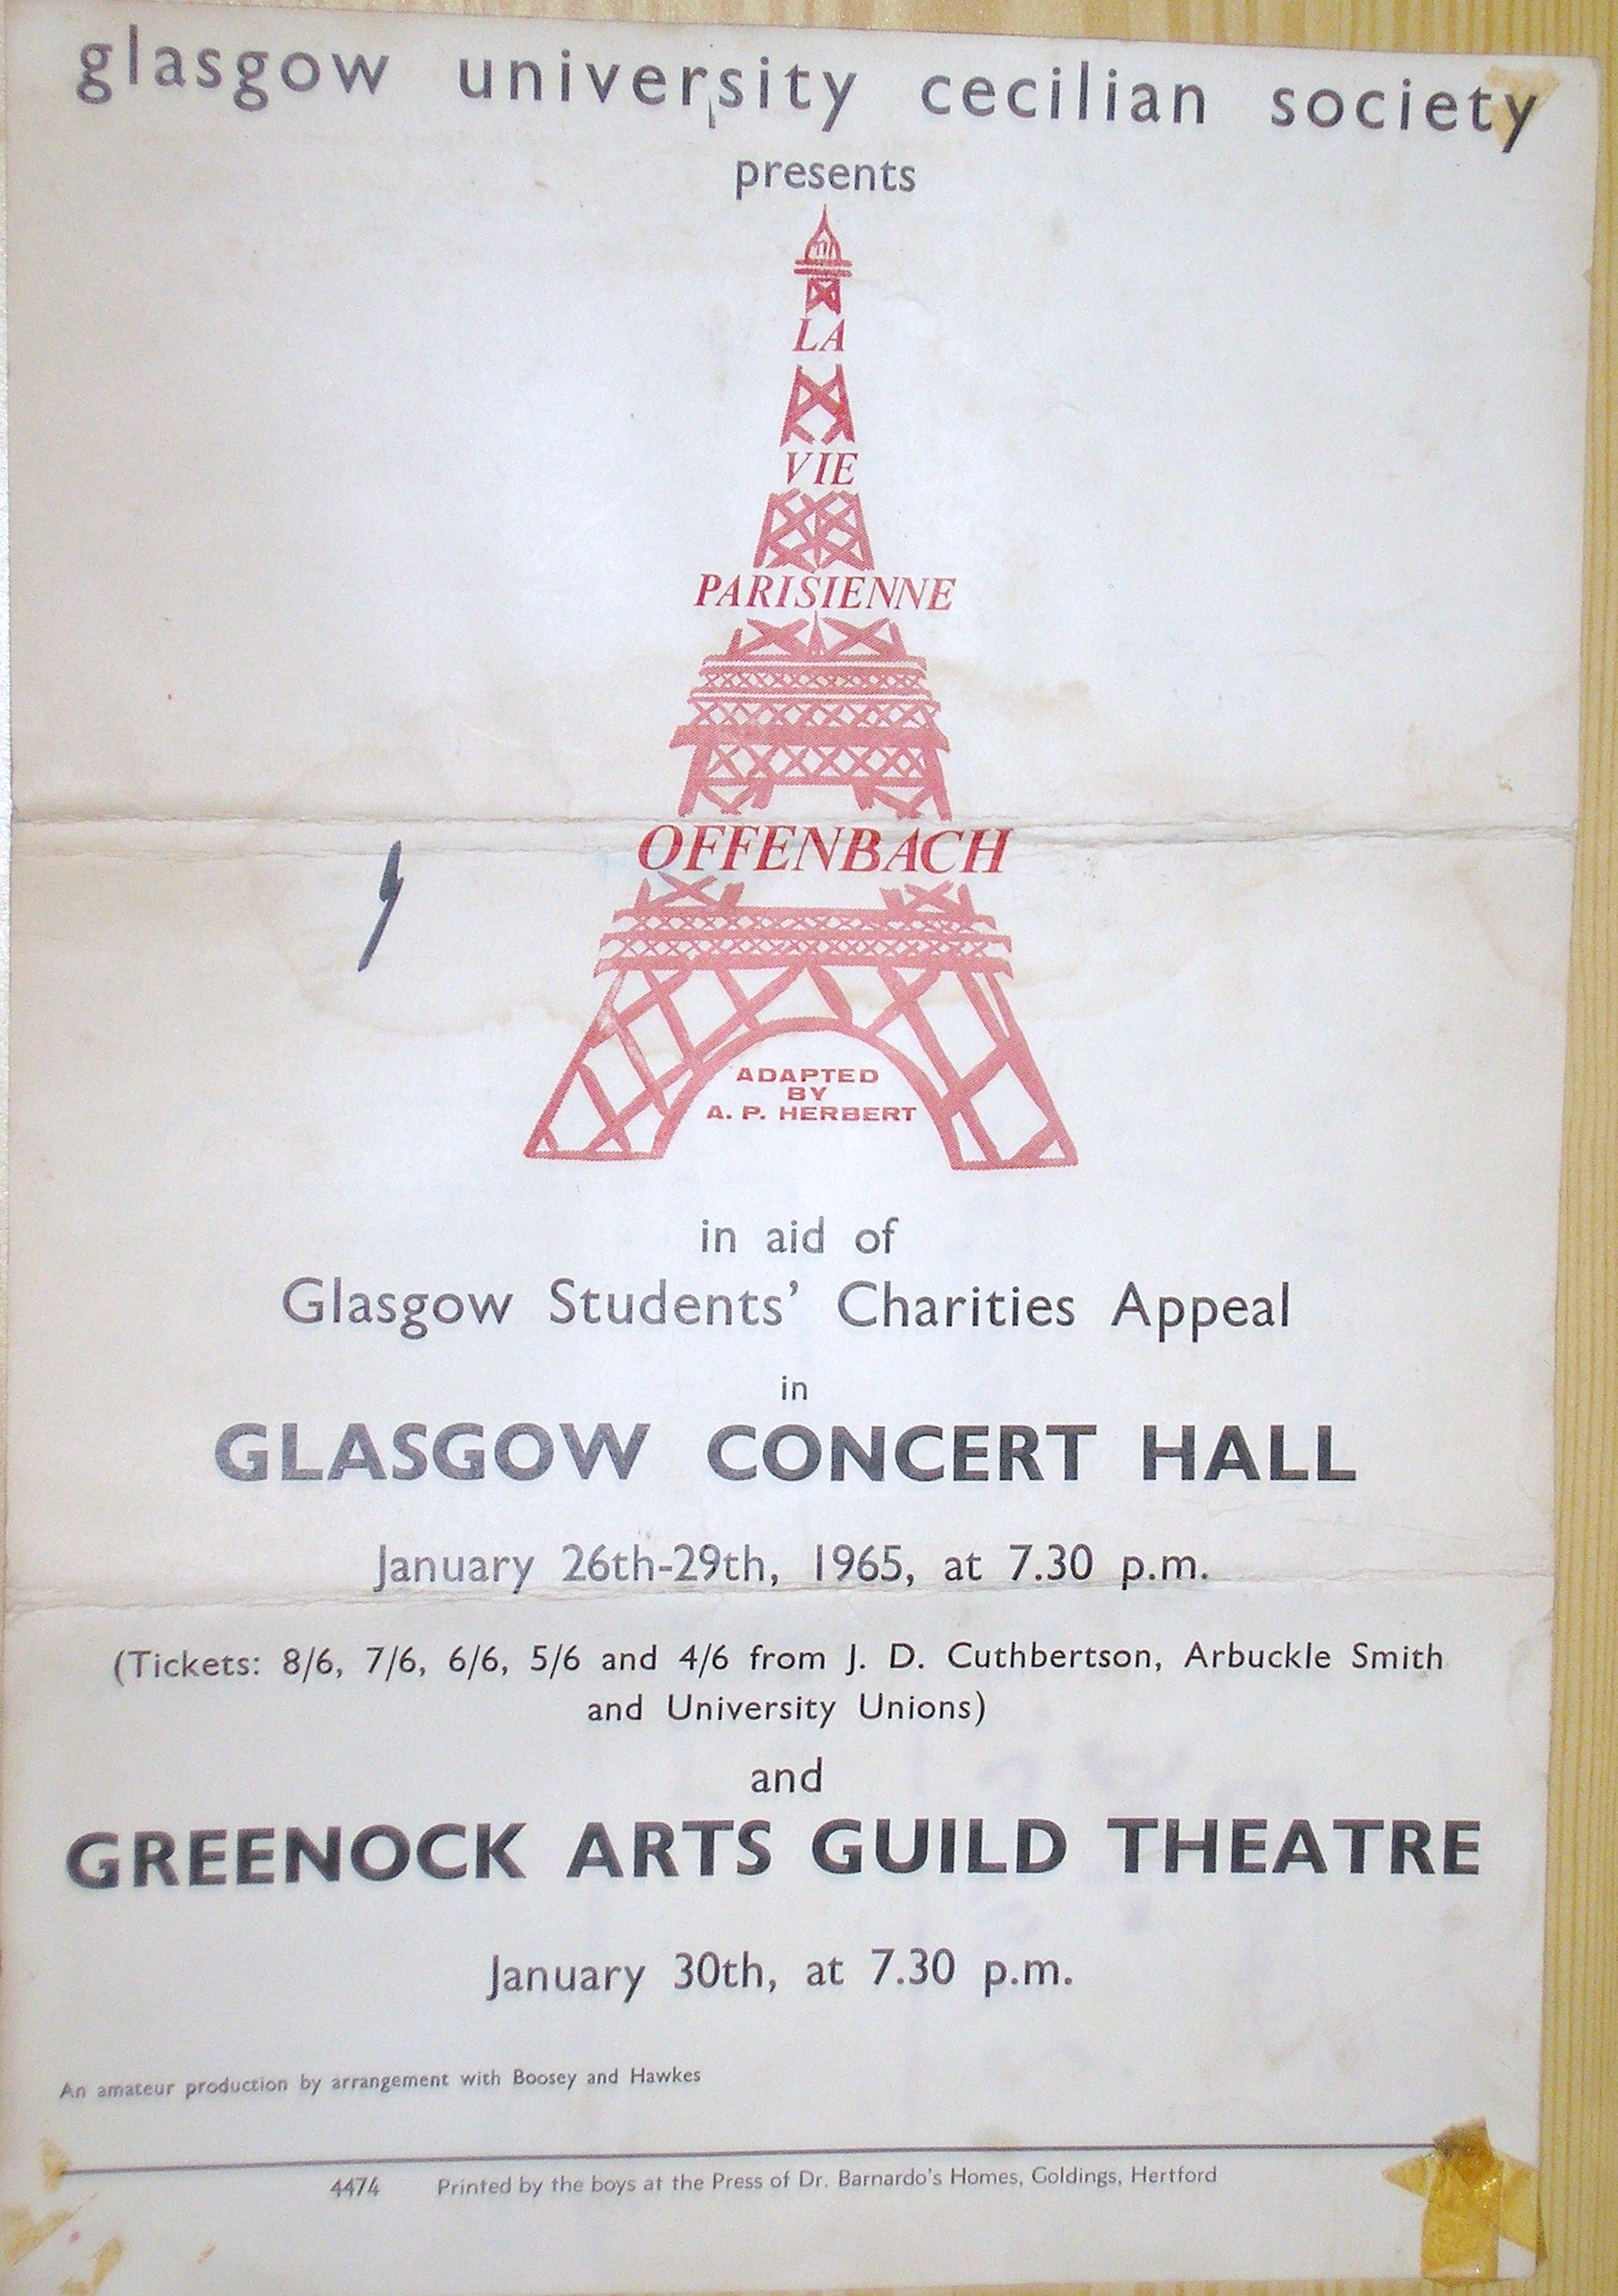 glasgow university cecilian society
presents
LA
VIE
PARISIENNE
OFFENBACH
ADAPTED
BY
A. P. HERBERT
in aid of
Glasgow Students' Charities Appeal
in
GLASGOW CONCERT HALL
January 26th-29th, 1965, at 7.30 p.m.
(Tickets: 8/6, 7/6, 6/6, 5/6 and 4/6 from J. D. Cuthbertson, Arbuckle Smith
and University Unions)
and
GREENOCK ARTS GUILD THEATRE
January 30th, at 7.30 p.m.
An amateur production by arrangement with Boosey and Hawkes
4474 Printed by the boys at the Press of Dr. Barnardo's Homes, Goldings, Hertford